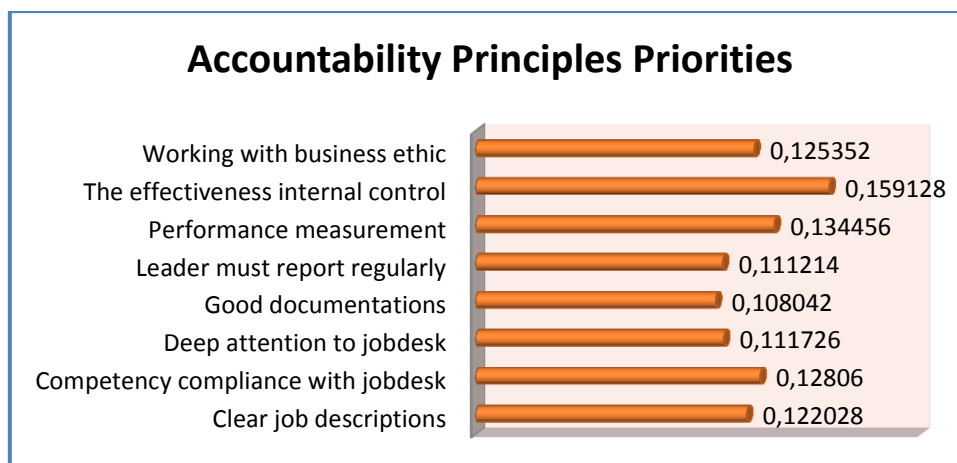 Accountability Principles Priorities
Working with business ethic 0,125352
The effectiveness internal control 0,159128
Performance measurement 0,134456
Leader must report regularly 0,111214
Good documentations 0,108042
Deep attention to jobdesk 0,111726
Competency compliance with jobdesk 0,12806
Clear job descriptions 0,122028